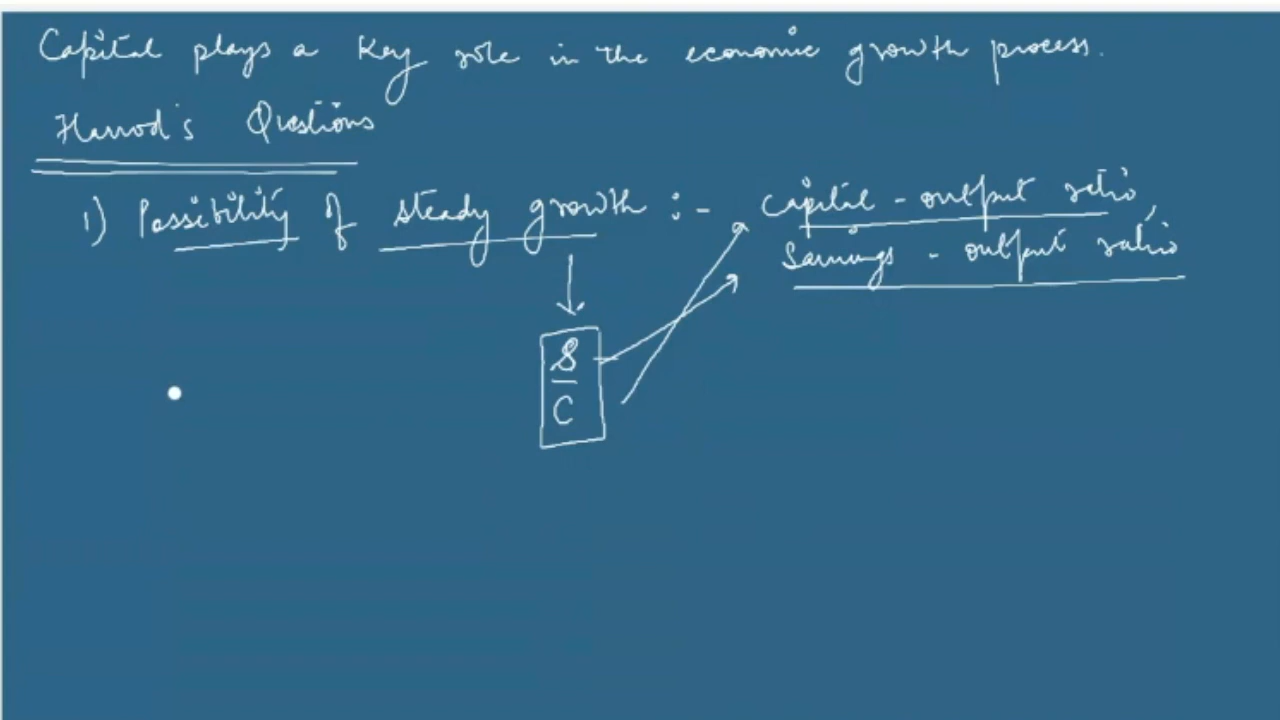 Capital plays a Key role in the economic growth process.
Harrod's Questions
1) Possibility of steady growth :- Capital - output ratio,
Savings - output ratio
S
C